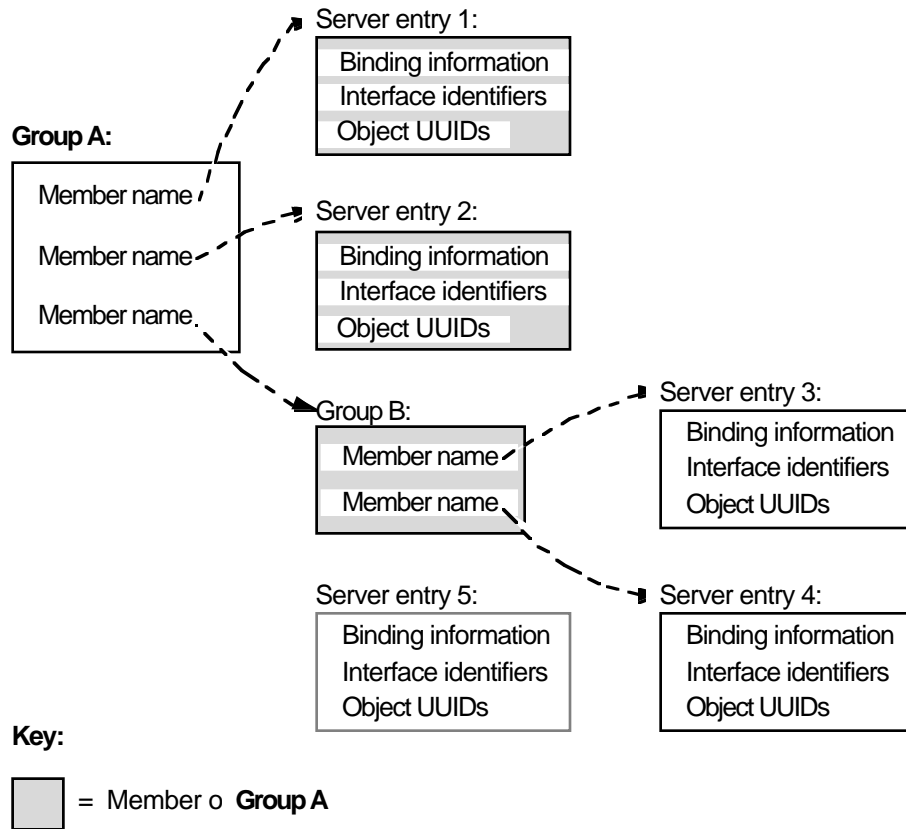 Server entry 1:
Binding information
Interface identifiers
Object UUIDs
Group A:
Member name
Member name
Member name
Server entry 2:
Binding information
Interface identifiers
Object UUIDs
Group B:
Member name
Member name
Server entry 3:
Binding information
Interface identifiers
Object UUIDs
Server entry 5:
Binding information
Interface identifiers
Object UUIDs
Server entry 4:
Binding information
Interface identifiers
Object UUIDs
Key:
= Member o Group A